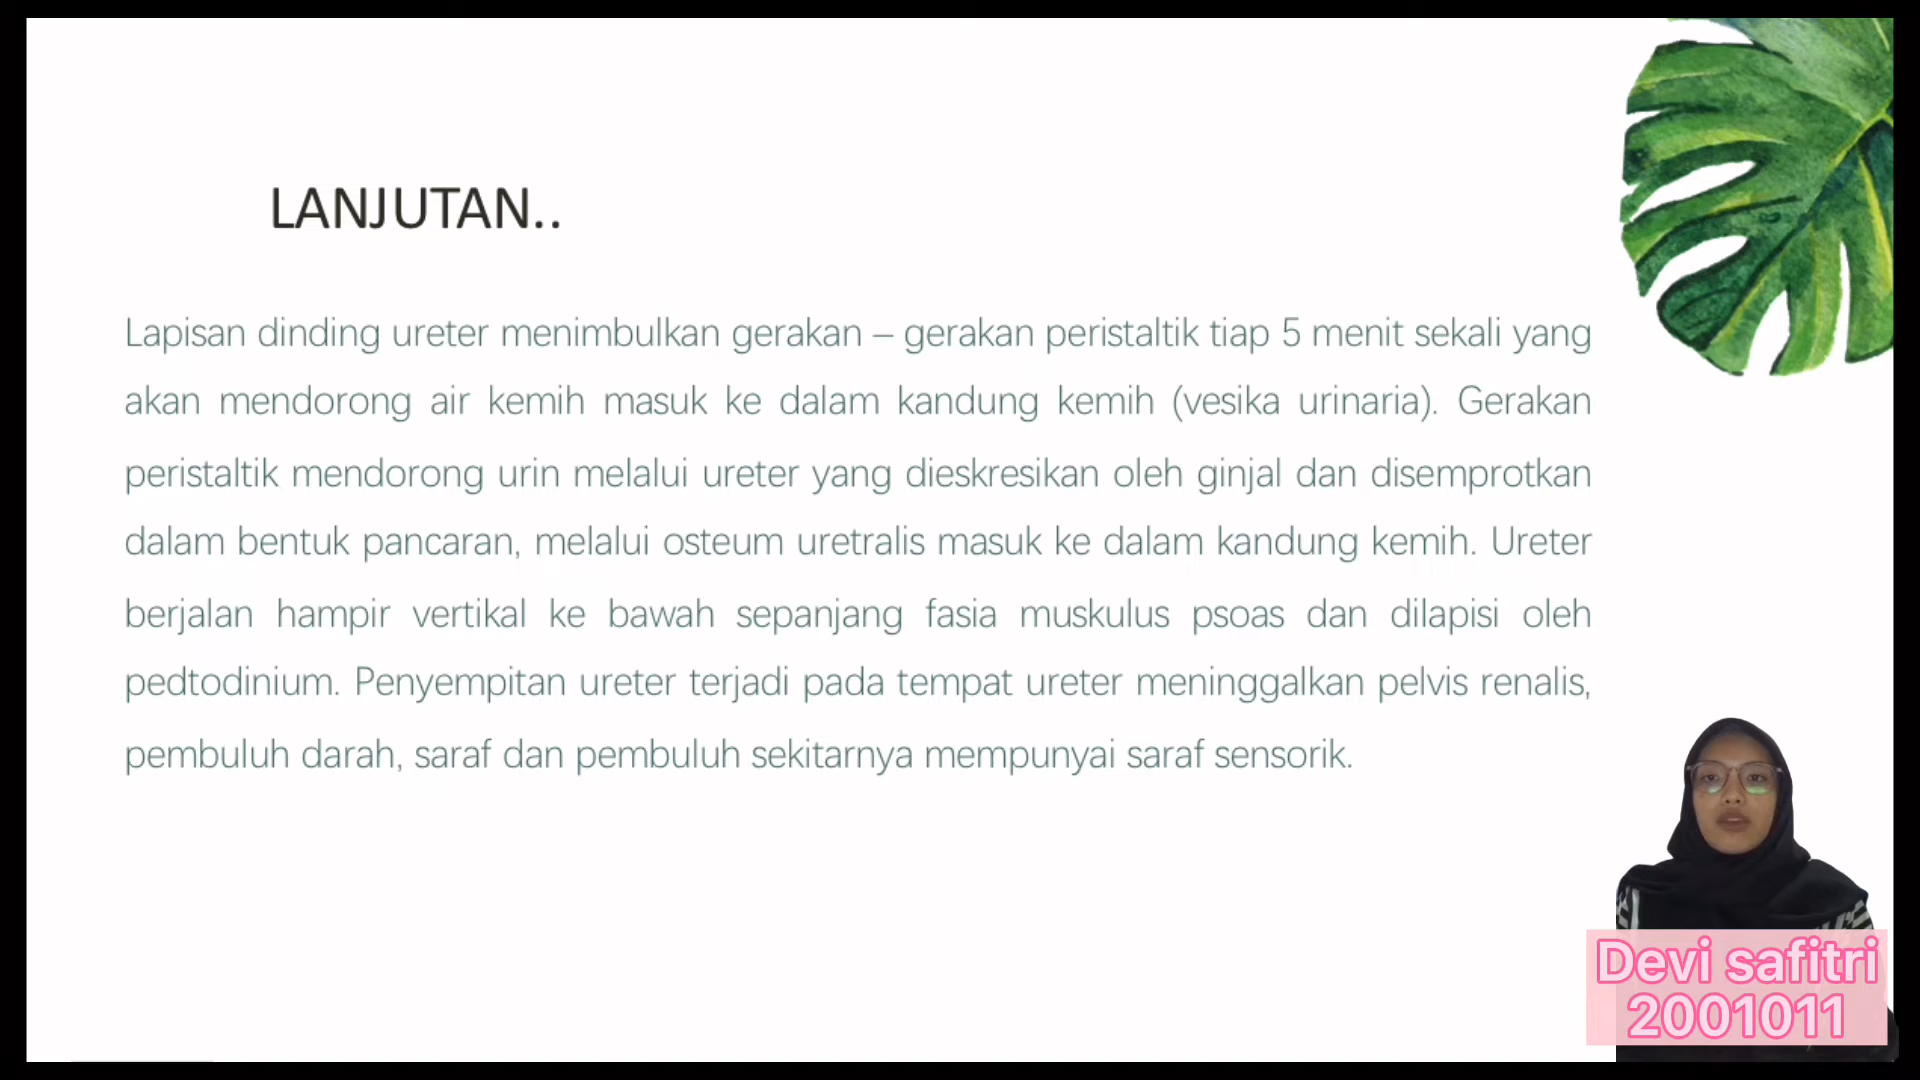 LANJUTAN..
Lapisan dinding ureter menimbulkan gerakan – gerakan peristaltik tiap 5 menit sekali yang
akan mendorong air kemih masuk ke dalam kandung kemih (vesika urinaria). Gerakan
peristaltik mendorong urin melalui ureter yang dieskresikan oleh ginjal dan disemprotkan
dalam bentuk pancaran, melalui osteum uretralis masuk ke dalam kandung kemih. Ureter
berjalan hampir vertikal ke bawah sepanjang fasia muskulus psoas dan dilapisi oleh
pedtodinium. Penyempitan ureter terjadi pada tempat ureter meninggalkan pelvis renalis,
pembuluh darah, saraf dan pembuluh sekitarnya mempunyai saraf sensorik.
Devi safitri
2001011